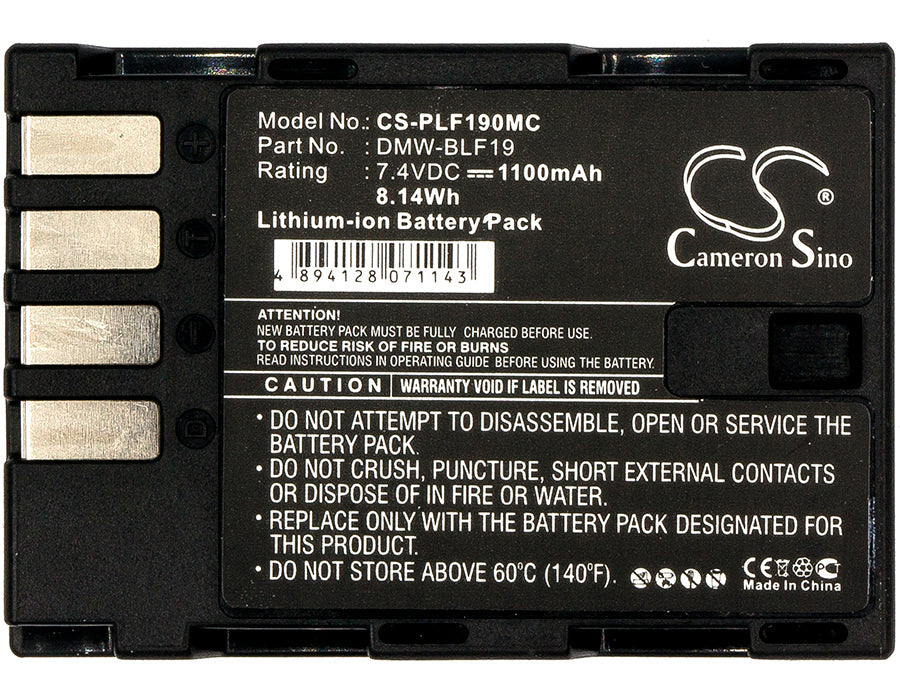 Model No.: CS-PLF190MC
Part No. : DMW-BLF19
Rating : 7.4VDC 1100mAh
8.14Wh
Lithium-ion Battery Pack
4 894128 071143
CS ®
Cameron Sino
+
T
-
D
ATTENTION!
NEW BATTERY PACK MUST BE FULLY CHARGED BEFORE USE.
TO REDUCE RISK OF FIRE OR BURNS
READ INSTRUCTIONS IN OPERATING GUIDE BEFORE USING THE BATTERY.
CAUTION WARRANTY VOID IF LABEL IS REMOVED
• DO NOT ATTEMPT TO DISASSEMBLE, OPEN OR SERVICE THE
BATTERY PACK.
• DO NOT CRUSH, PUNCTURE, SHORT EXTERNAL CONTACTS
OR DISPOSE OF IN FIRE OR WATER.
• REPLACE ONLY WITH THE BATTERY PACK DESIGNATED FOR
THIS PRODUCT.
• DO NOT STORE ABOVE 60°C (140°F).
CE PCT
Made in China